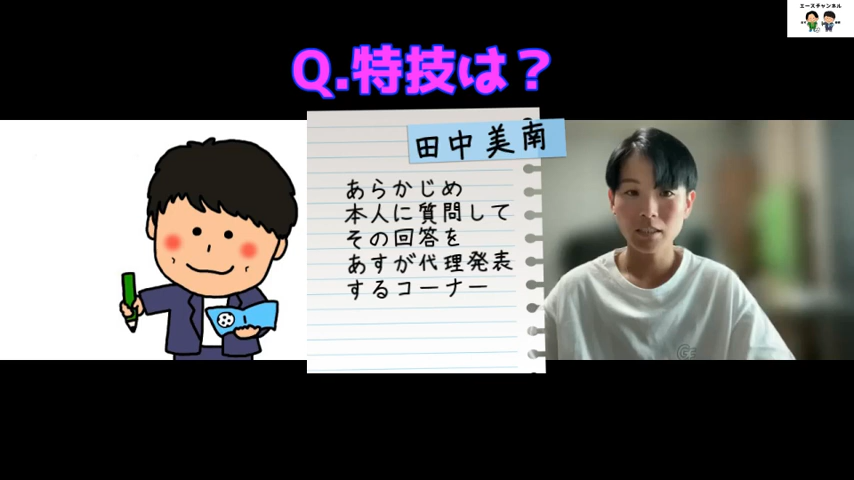 エースチャンネル
Q.特技は？
田中美南
あらかじめ
本人に質問して
その回答を
あすが代理発表
するコーナー